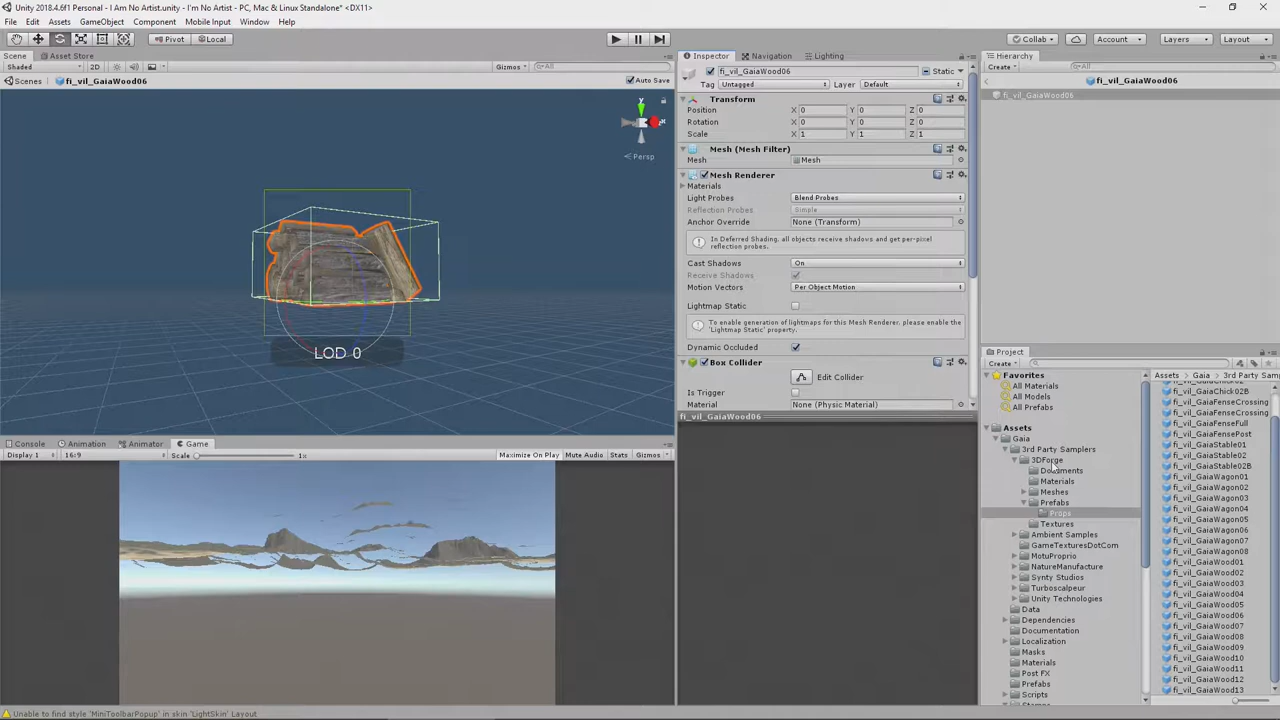 Unity 2018.4.6f1 Personal - I Am No Artist.unity - I'm No Artist - PC, Mac & Linux Standalone* <DX11>
File Edit Assets GameObject Component Mobile Input Window Help
Pivot Local Collab Account Layers Layout
Scene Asset Store
Shaded 2D Gizmos All
Scenes fi_vil_GaiaWood06 Auto Save
y
Persp
LOD 0
Console Animation Animator Game
Display 1 16:9 Scale 1x Maximize On Play Mute Audio Stats Gizmos
Unable to find style 'MiniToolbarPopup' in skin 'LightSkin' Layout
Inspector Navigation Lighting
fi_vil_GaiaWood06 Static
Tag Untagged Layer Default
Transform
Position X 0 Y 0 Z 0
Rotation X 0 Y 0 Z 0
Scale X 1 Y 1 Z 1
Mesh (Mesh Filter)
Mesh Mesh
Mesh Renderer
Materials
Light Probes Blend Probes
Reflection Probes Simple
Anchor Override None (Transform)
In Deferred Shading, all objects receive shadows and get per-pixel
reflection probes.
Cast Shadows On
Receive Shadows
Motion Vectors Per Object Motion
Lightmap Static
To enable generation of lightmaps for this Mesh Renderer, please enable the
'Lightmap Static' property.
Dynamic Occluded
Box Collider
Edit Collider
Is Trigger
Material None (Physic Material)
fi_vil_GaiaWood06
Hierarchy
Create All
fi_vil_GaiaWood06
fi_vil_GaiaWood06
Project
Create
Favorites
All Materials
All Models
All Prefabs
Assets
Gaia
3rd Party Samplers
3DForge
Documents
Materials
Meshes
Prefabs
Props
Textures
Ambient Samples
GameTexturesDotCom
MotuProprio
NatureManufacture
Synty Studios
Turboscalpeur
Unity Technologies
Data
Dependencies
Documentation
Localization
Masks
Materials
Post FX
Prefabs
Scripts
Stamps
Assets Gaia 3rd Party Sam
fi_vil_GaiaChick02
fi_vil_GaiaChick02B
fi_vil_GaiaFenseCrossing
fi_vil_GaiaFenseCrossing
fi_vil_GaiaFenseFull
fi_vil_GaiaFensePost
fi_vil_GaiaStable01
fi_vil_GaiaStable02
fi_vil_GaiaStable02B
fi_vil_GaiaWagon01
fi_vil_GaiaWagon02
fi_vil_GaiaWagon03
fi_vil_GaiaWagon04
fi_vil_GaiaWagon05
fi_vil_GaiaWagon06
fi_vil_GaiaWagon07
fi_vil_GaiaWagon08
fi_vil_GaiaWood01
fi_vil_GaiaWood02
fi_vil_GaiaWood03
fi_vil_GaiaWood04
fi_vil_GaiaWood05
fi_vil_GaiaWood06
fi_vil_GaiaWood07
fi_vil_GaiaWood08
fi_vil_GaiaWood09
fi_vil_GaiaWood10
fi_vil_GaiaWood11
fi_vil_GaiaWood12
fi_vil_GaiaWood13